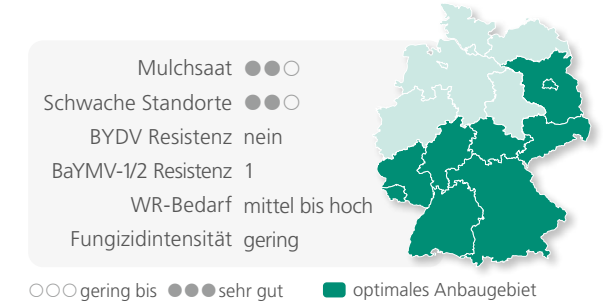 Mulchsaat ●●○
Schwache Standorte ●●○
BYDV Resistenz nein
BaYMV-1/2 Resistenz 1
WR-Bedarf mittel bis hoch
Fungizidintensität gering
○○○ gering bis ●●● sehr gut optimales Anbaugebiet